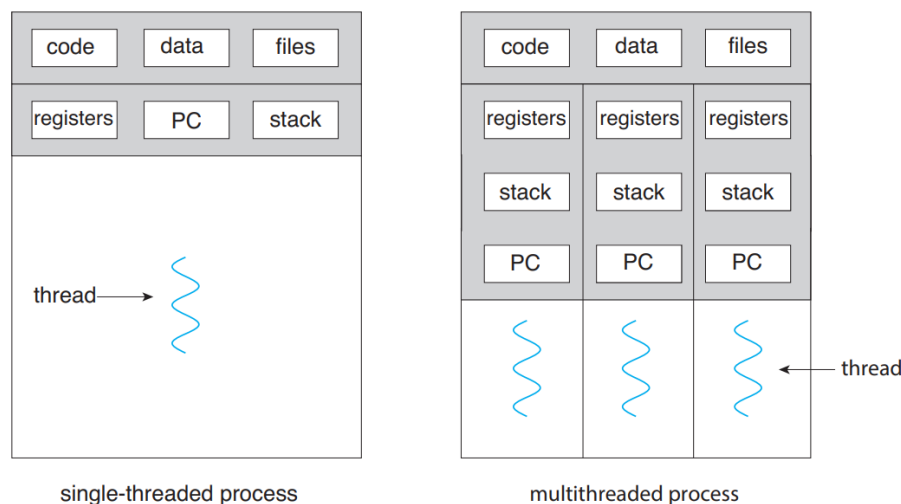 code data files
registers PC stack
thread
single-threaded process
code data files
registers registers registers
stack stack stack
PC PC PC
thread
multithreaded process